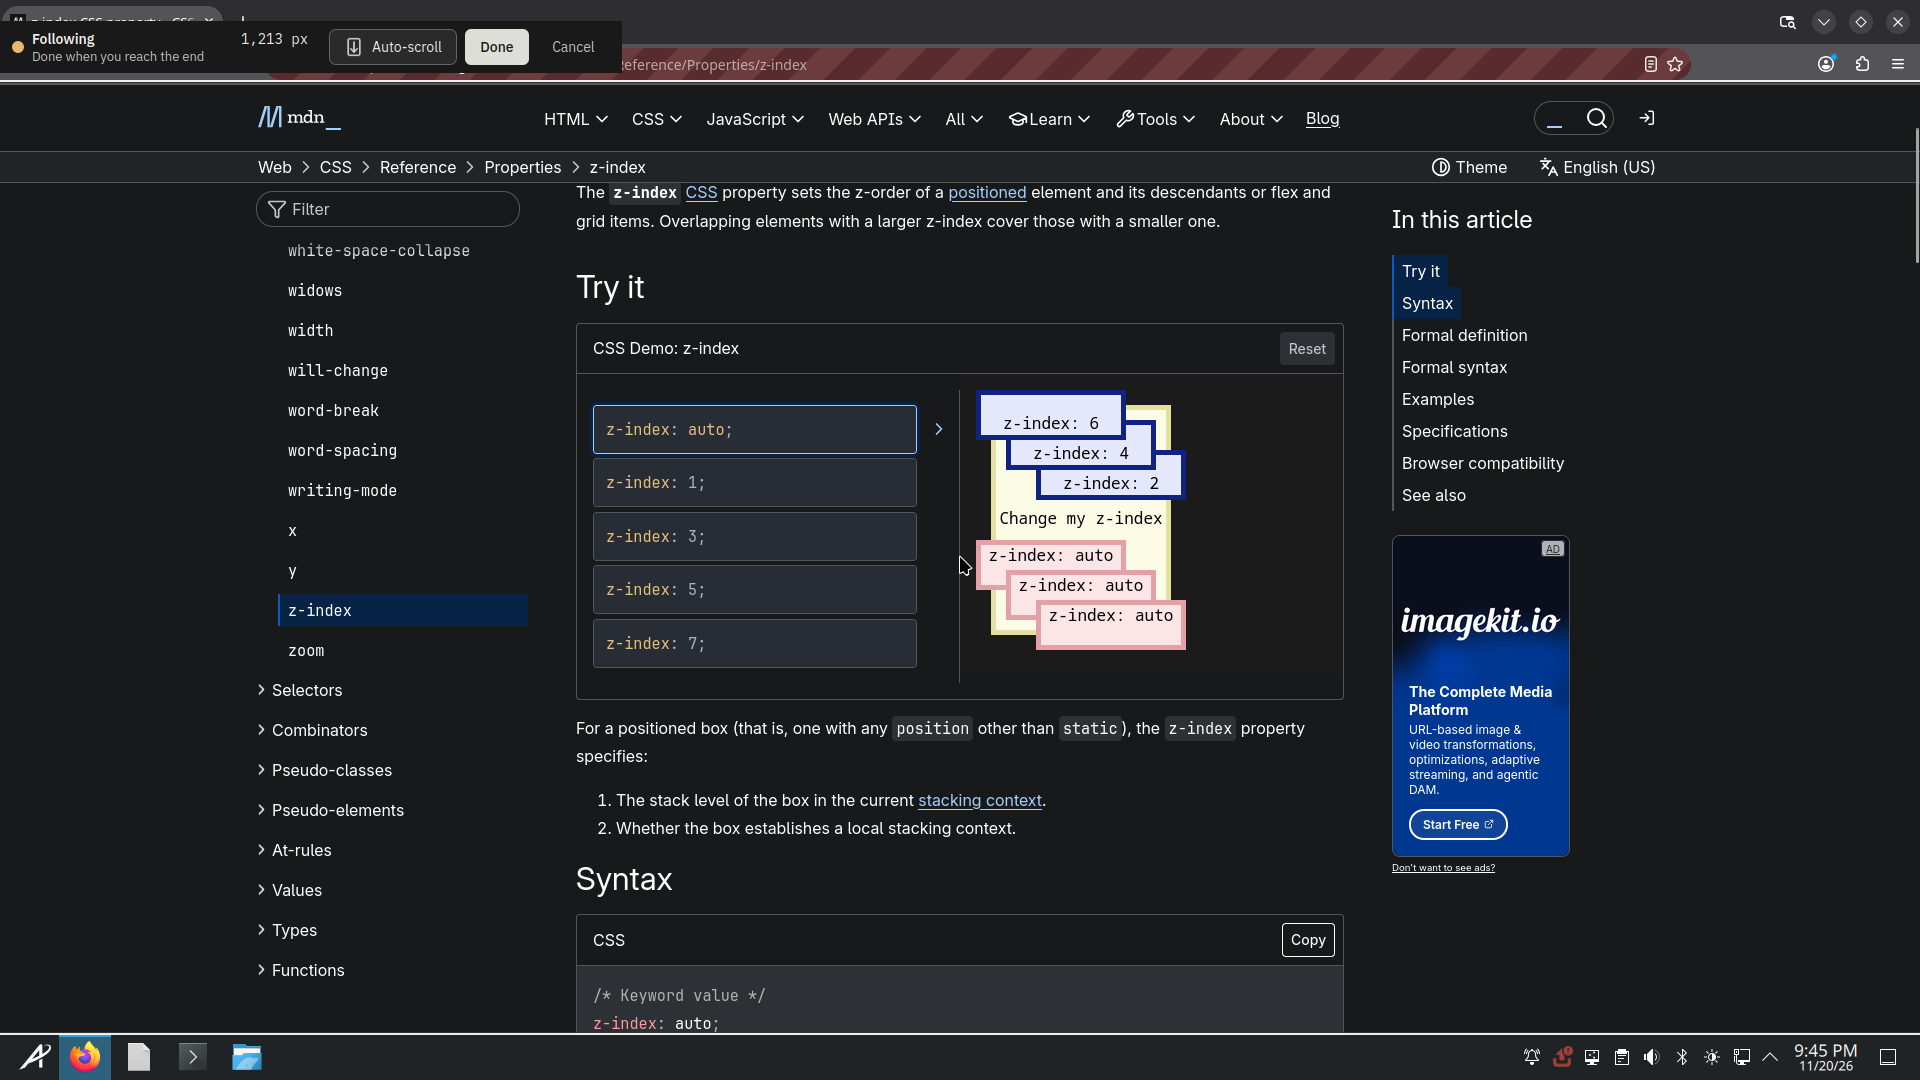 Following
Done when you reach the end
1,213 px
Auto-scroll
Done
Cancel
eference/Properties/z-index
mdn_
HTML
CSS
JavaScript
Web APIs
All
Learn
Tools
About
Blog
Web > CSS > Reference > Properties > z-index
Theme
English (US)
Filter
white-space-collapse
widows
width
will-change
word-break
word-spacing
writing-mode
x
y
z-index
zoom
Selectors
Combinators
Pseudo-classes
Pseudo-elements
At-rules
Values
Types
Functions
The z-index CSS property sets the z-order of a positioned element and its descendants or flex and
grid items. Overlapping elements with a larger z-index cover those with a smaller one.
Try it
CSS Demo: z-index
Reset
z-index: auto;
z-index: 1;
z-index: 3;
z-index: 5;
z-index: 7;
z-index: 6
z-index: 4
z-index: 2
Change my z-index
z-index: auto
z-index: auto
z-index: auto
For a positioned box (that is, one with any position other than static), the z-index property
specifies:
1. The stack level of the box in the current stacking context.
2. Whether the box establishes a local stacking context.
Syntax
CSS
Copy
/* Keyword value */
z-index: auto;
In this article
Try it
Syntax
Formal definition
Formal syntax
Examples
Specifications
Browser compatibility
See also
AD
imagekit.io
The Complete Media
Platform
URL-based image &
video transformations,
optimizations, adaptive
streaming, and agentic
DAM.
Start Free
Don't want to see ads?
9:45 PM
11/20/26